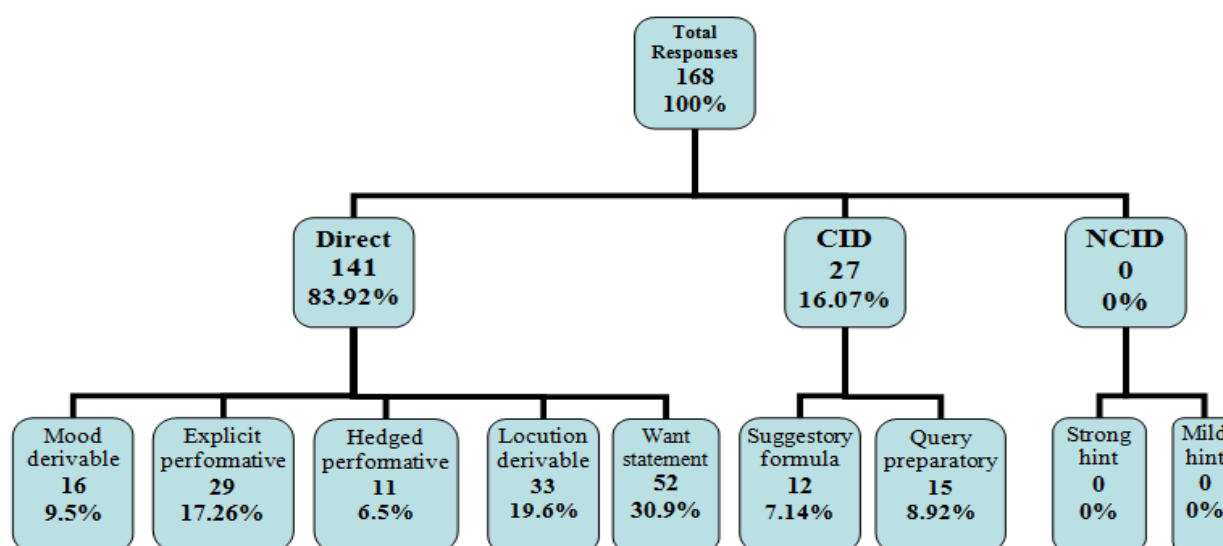 Total
Responses
168
100%
Direct
141
83.92%
CID
27
16.07%
NCID
0
0%
Mood
derivable
16
9.5%
Explicit
performative
29
17.26%
Hedged
performative
11
6.5%
Locution
derivable
33
19.6%
Want
statement
52
30.9%
Suggestory
formula
12
7.14%
Query
preparatory
15
8.92%
Strong
hint
0
0%
Mild
hint
0
0%